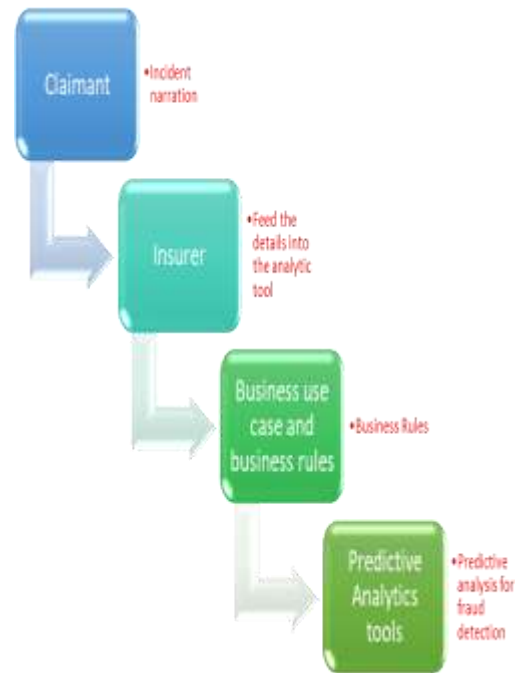 Claimant
•Incident
narration
Insurer
•Feed the
details into
the analytic
tool
Business use
case and
business rules
•Business Rules
Predictive
Analytics
tools
•Predictive
analysis for
fraud
detection